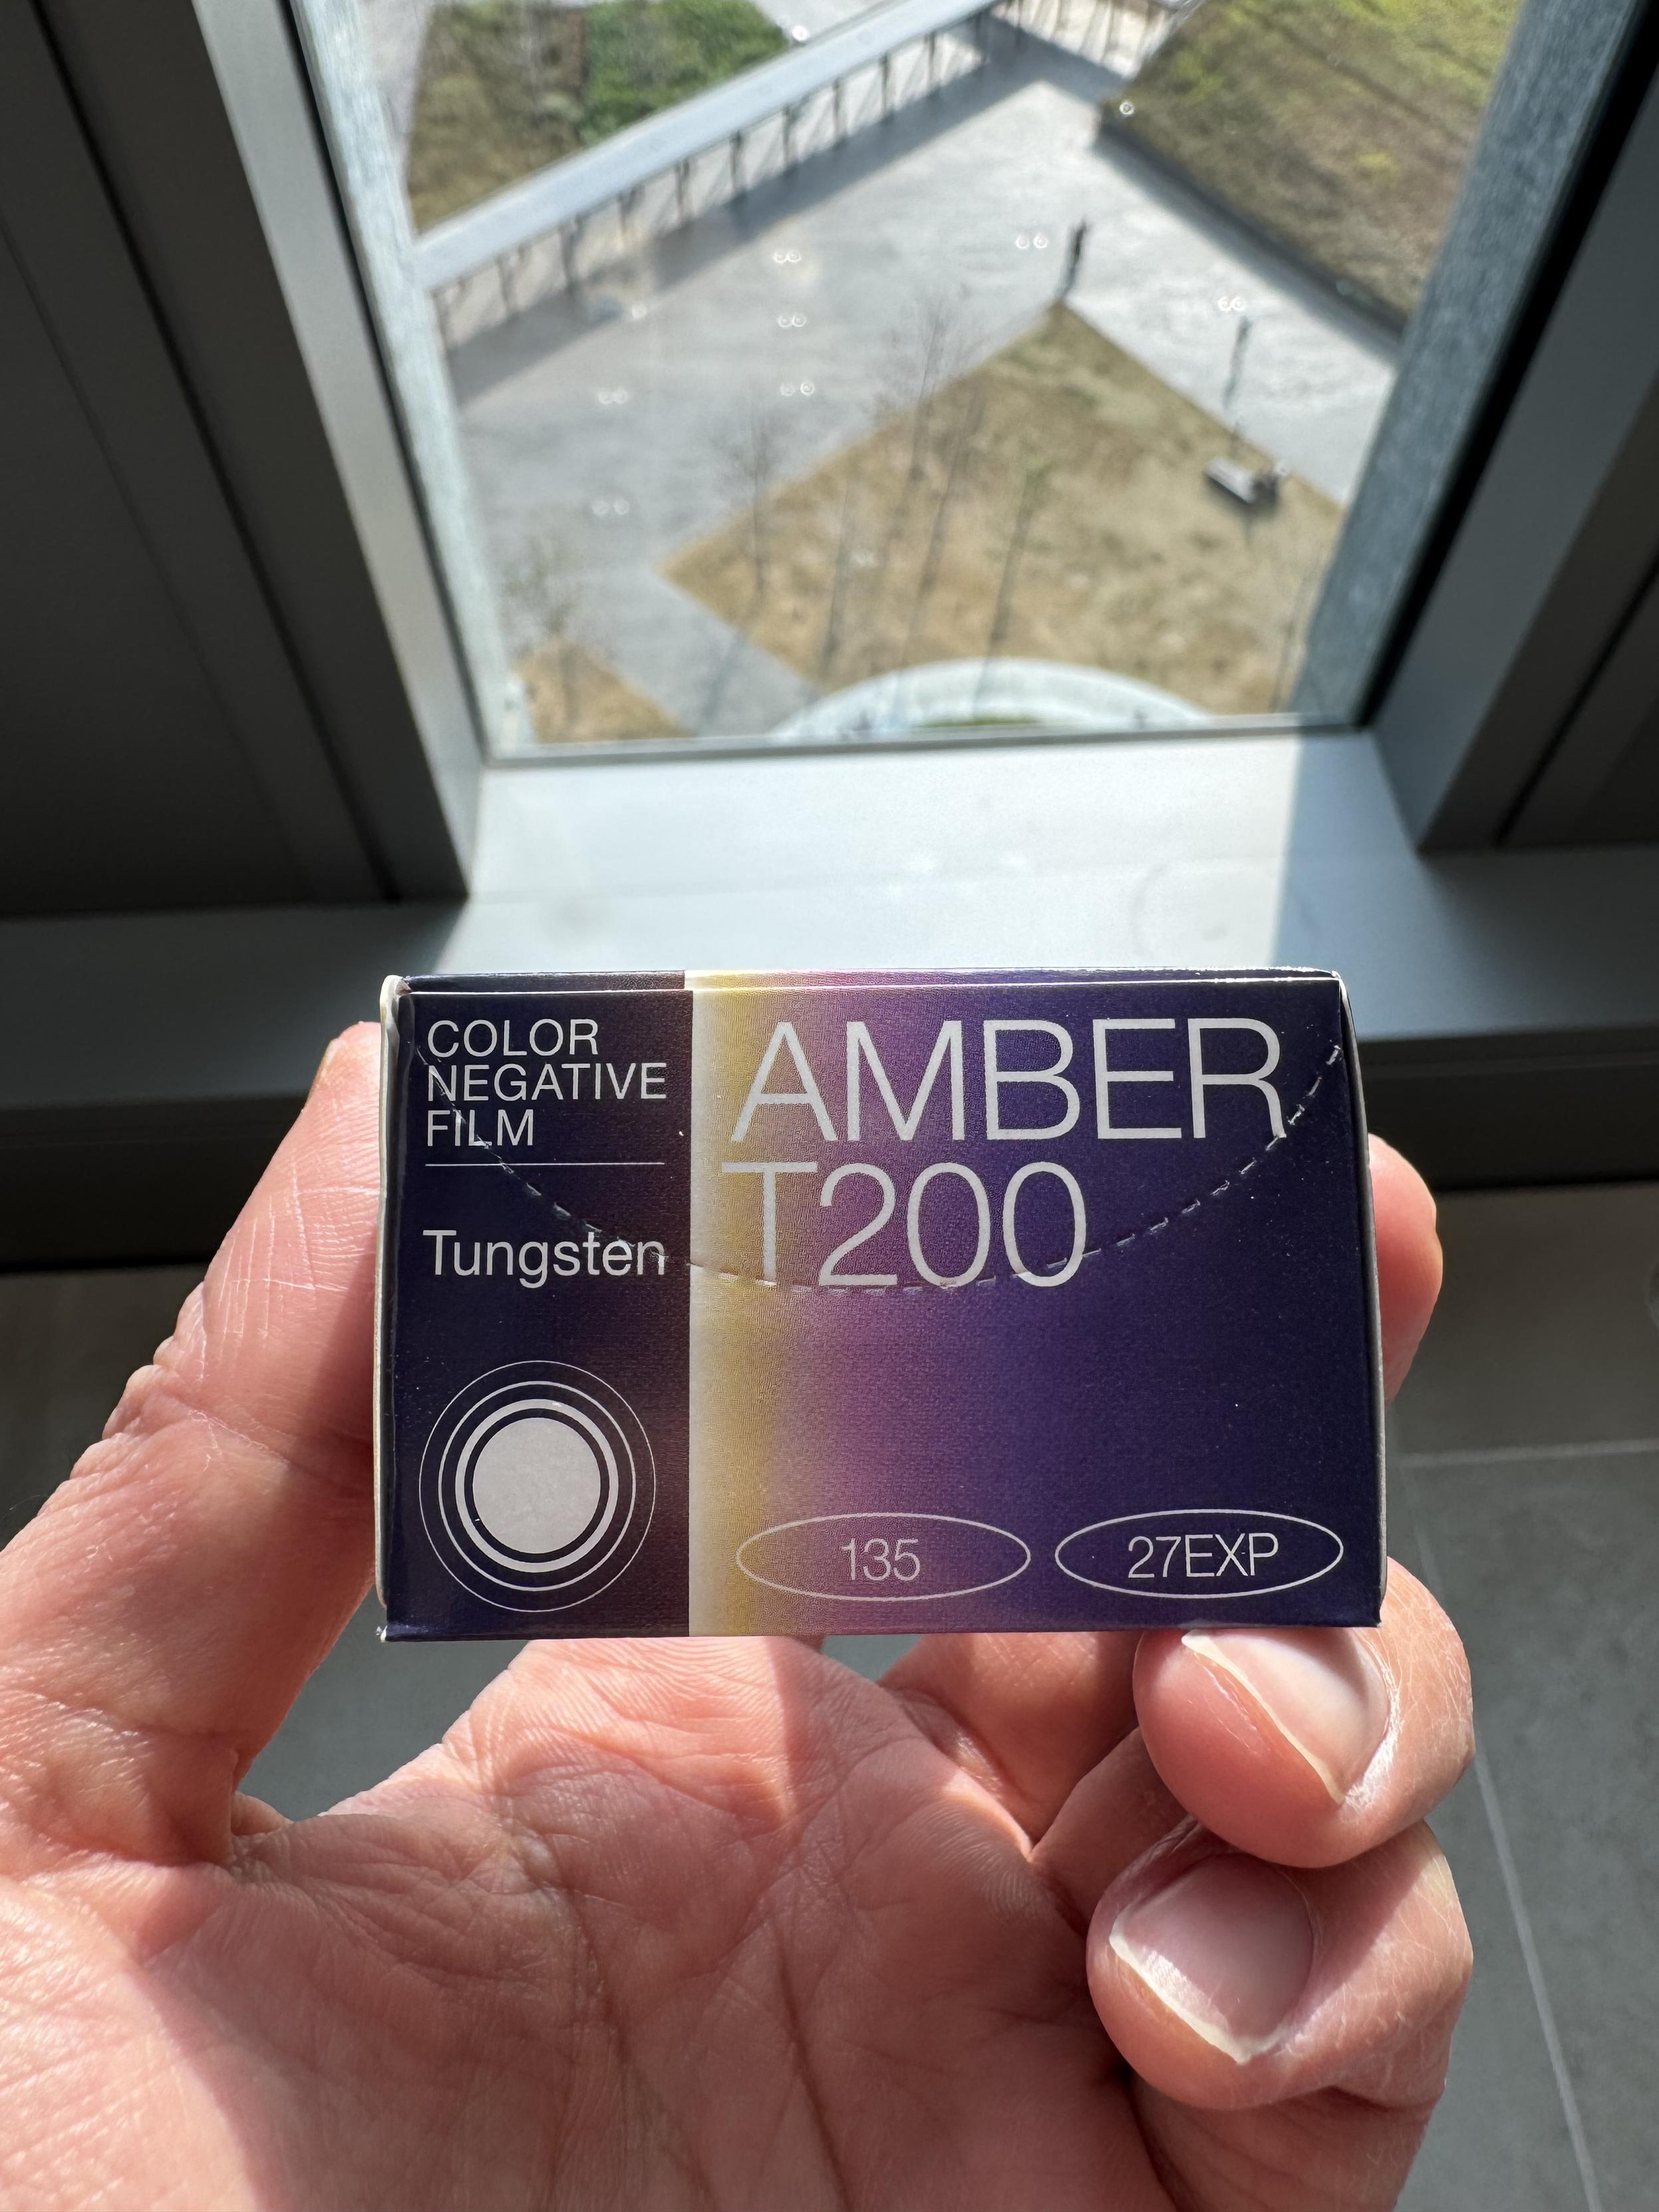 COLOR
NEGATIVE
FILM
Tungsten
AMBER
T200
135
27EXP